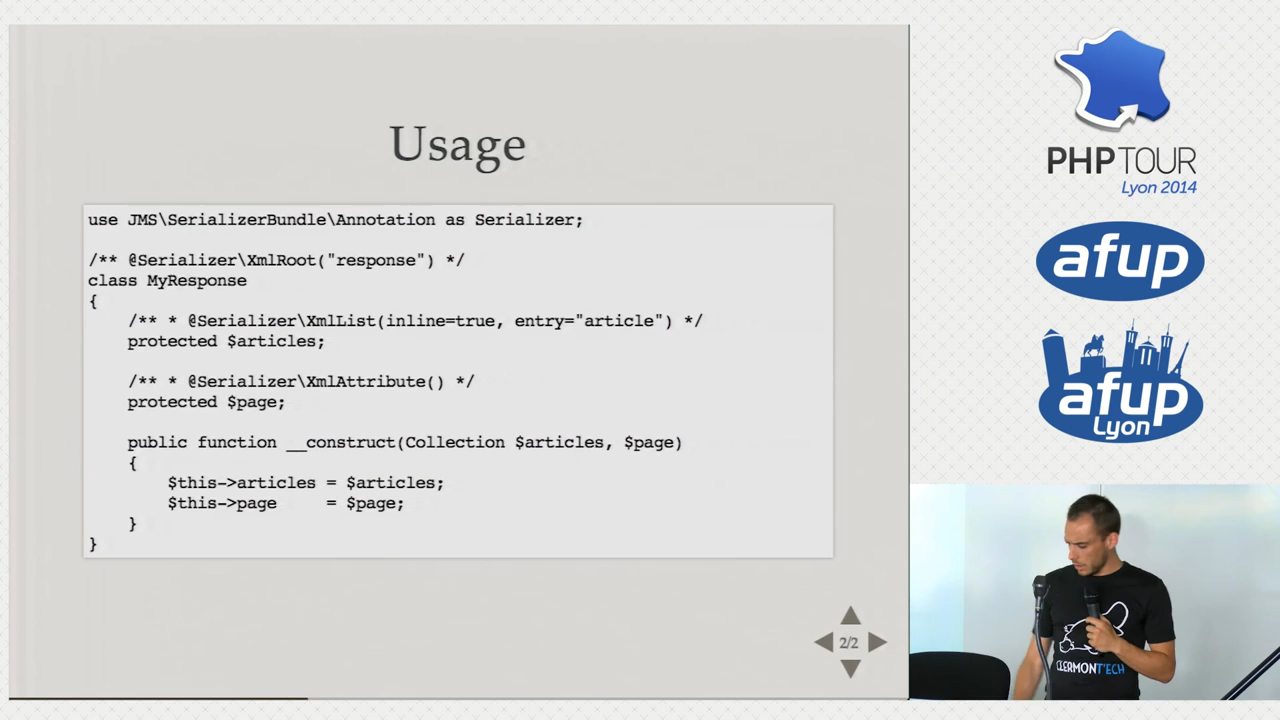 Usage
use JMS\SerializerBundle\Annotation as Serializer;
/** @Serializer\XmlRoot("response") */
class MyResponse
{
/** * @Serializer\XmlList(inline=true, entry="article") */
protected $articles;
/** * @Serializer\XmlAttribute() */
protected $page;
public function __construct(Collection $articles, $page)
{
$this->articles = $articles;
$this->page = $page;
}
}
2/2
PHPTOUR
Lyon 2014
afup
afup
Lyon
CLERMONT'ECH